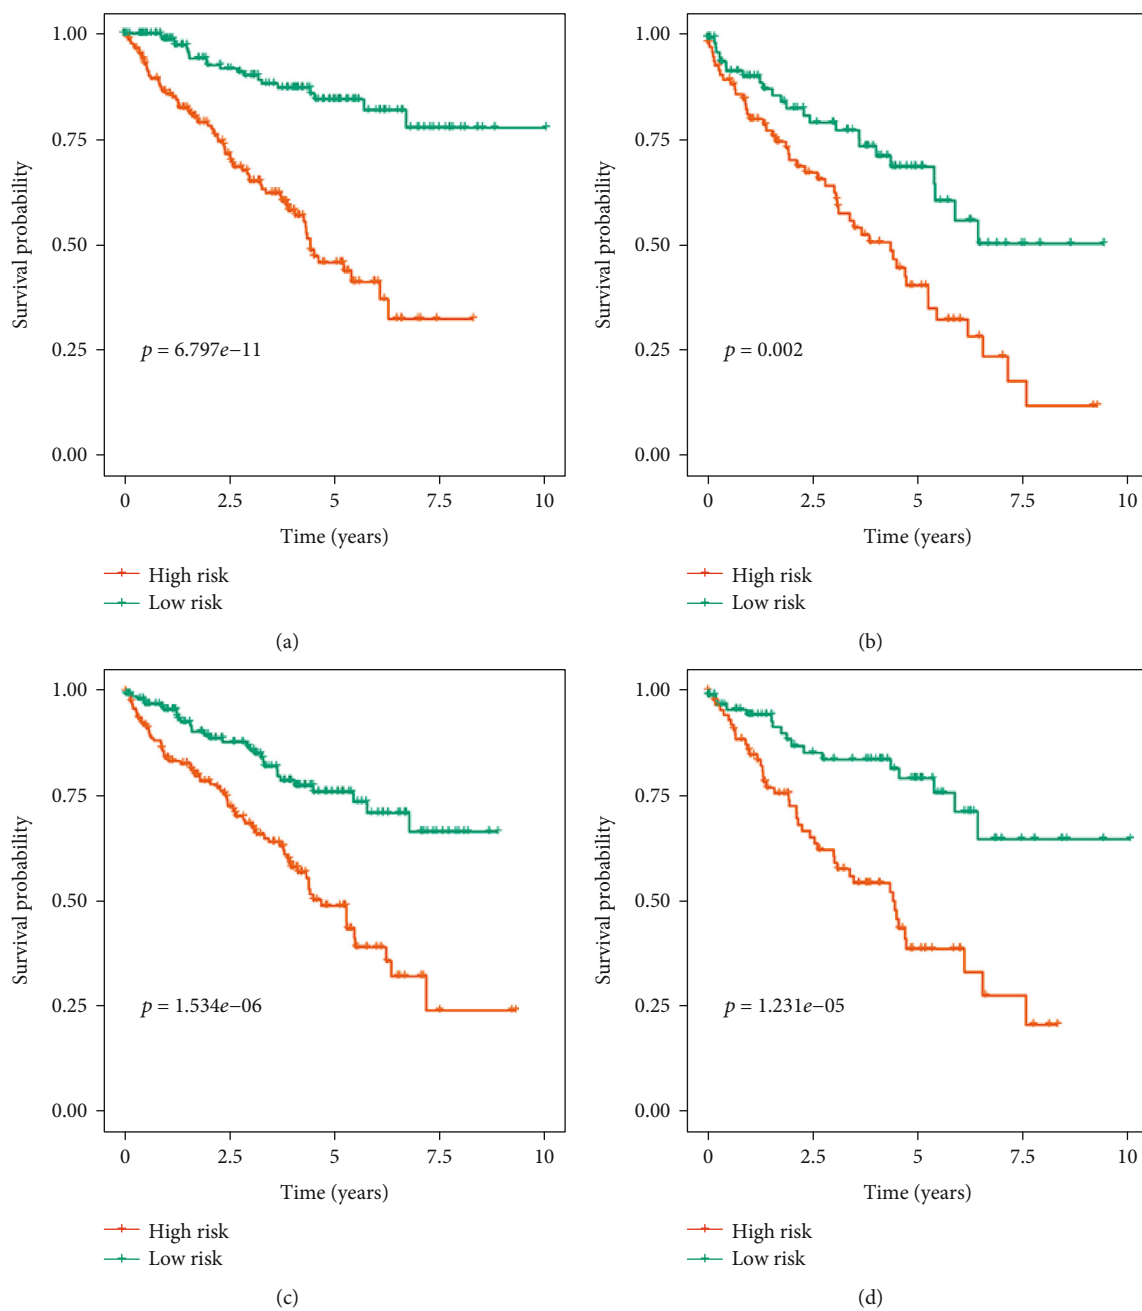 1.00
0.75
0.50
0.25
0.00
Survival probability
p = 6.797e−11
0
2.5
5
7.5
10
Time (years)
High risk
Low risk
(a)
1.00
0.75
0.50
0.25
0.00
Survival probability
p = 0.002
0
2.5
5
7.5
10
Time (years)
High risk
Low risk
(b)
1.00
0.75
0.50
0.25
0.00
Survival probability
p = 1.534e−06
0
2.5
5
7.5
10
Time (years)
High risk
Low risk
(c)
1.00
0.75
0.50
0.25
0.00
Survival probability
p = 1.231e−05
0
2.5
5
7.5
10
Time (years)
High risk
Low risk
(d)